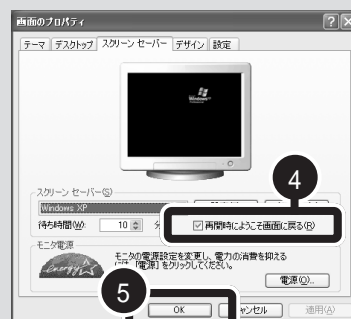 画面のプロパティ
テーマ デスクトップ スクリーン セーバー デザイン 設定
Windows
スクリーン セーバー(S)
Windows XP
待ち時間(W): 10 分
4
再開時にようこそ画面に戻る(R)
モニタ電源
モニタの電源設定を変更し、電力の消費を抑える
[電源] をクリックしてください。
energy
電源(O)...
5
OK
ャンセル
適用(A)